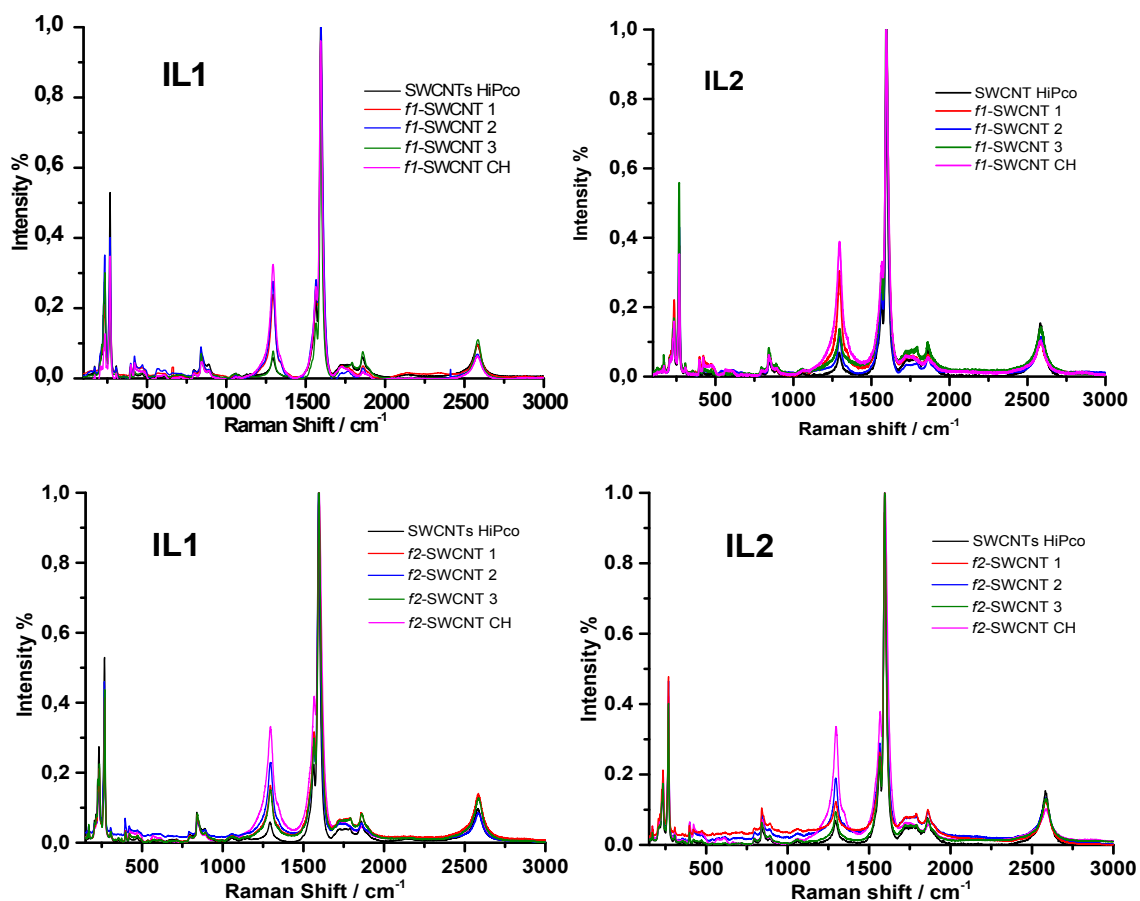 1,0
0,8
0,6
0,4
0,2
0,0
Intensity %
IL1
SWCNTs HiPco
f1-SWCNT 1
f1-SWCNT 2
f1-SWCNT 3
f1-SWCNT CH
500 1000 1500 2000 2500 3000
Raman Shift / cm-1
1,0
0,8
0,6
0,4
0,2
0,0
Intensity %
IL2
SWCNT HiPco
f1-SWCNT 1
f1-SWCNT 2
f1-SWCNT 3
f1-SWCNT CH
500 1000 1500 2000 2500 3000
Raman shift / cm-1
1,0
0,8
0,6
0,4
0,2
0,0
Intensity %
IL1
SWCNTs HiPco
f2-SWCNT 1
f2-SWCNT 2
f2-SWCNT 3
f2-SWCNT CH
500 1000 1500 2000 2500 3000
Raman Shift / cm-1
1.0
0.8
0.6
0.4
0.2
0.0
Intensity %
IL2
SWCNTs HiPco
f2-SWCNT 1
f2-SWCNT 2
f2-SWCNT 3
f2-SWCNT CH
500 1000 1500 2000 2500 3000
Raman shift / cm-1